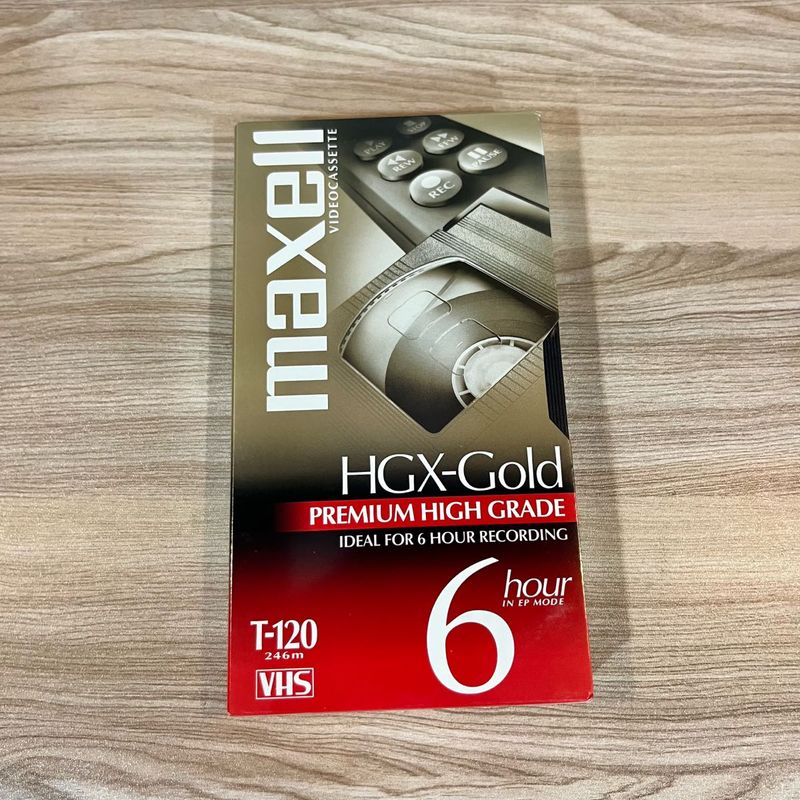 maxell
VIDEOCASSETTE
PLAY
STOP
REW
F.FW
REC
PAUSE
HGX-Gold
PREMIUM HIGH GRADE
IDEAL FOR 6 HOUR RECORDING
6 hour
IN EP MODE
T-120
246m
VHS